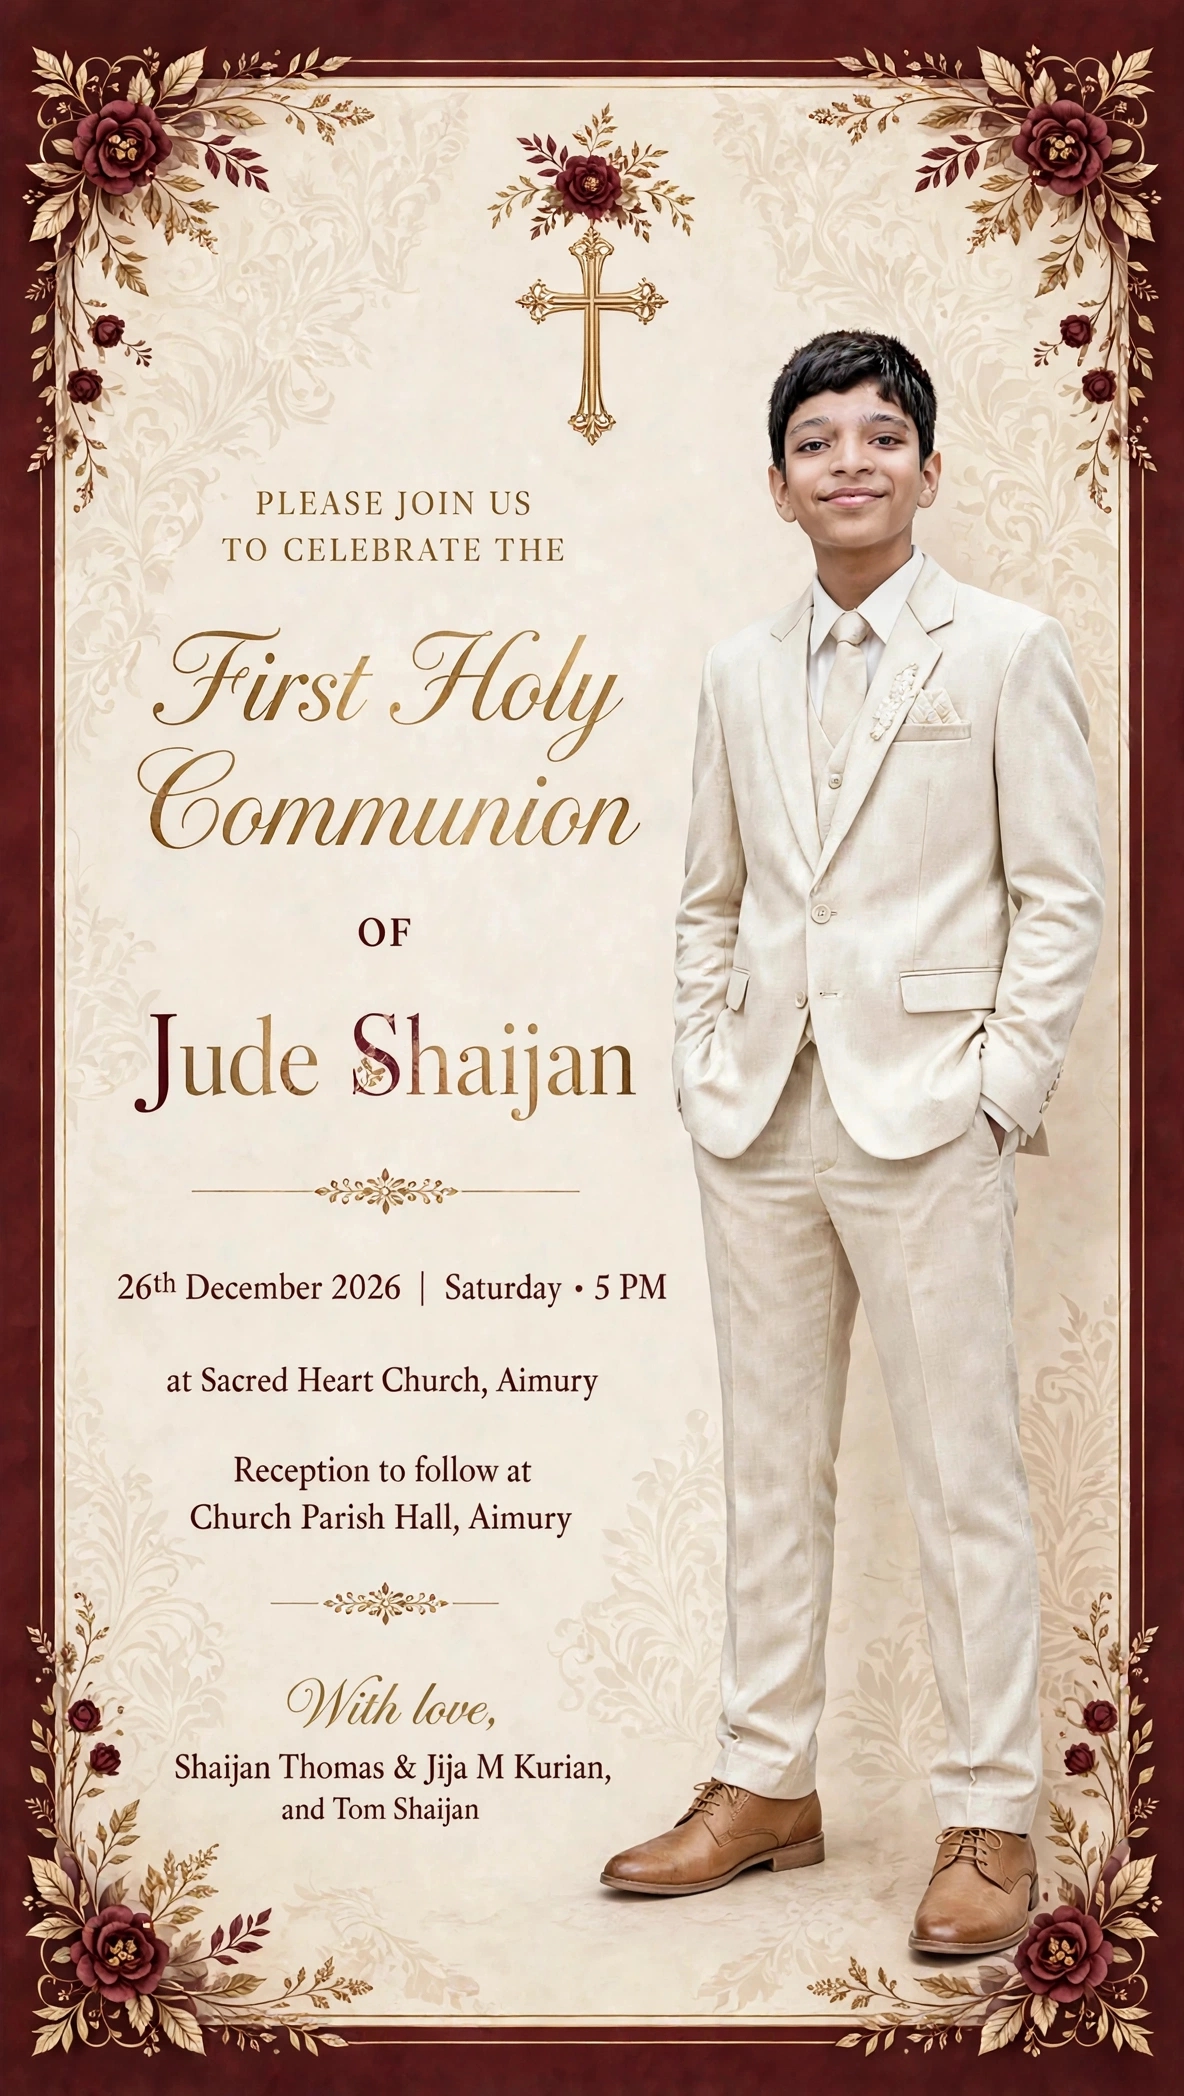 PLEASE JOIN US
TO CELEBRATE THE
First Holy
Communion
OF
Jude Shaijan
26th December 2026 | Saturday • 5 PM
at Sacred Heart Church, Aimury
Reception to follow at
Church Parish Hall, Aimury
With love,
Shaijan Thomas & Jija M Kurian,
and Tom Shaijan